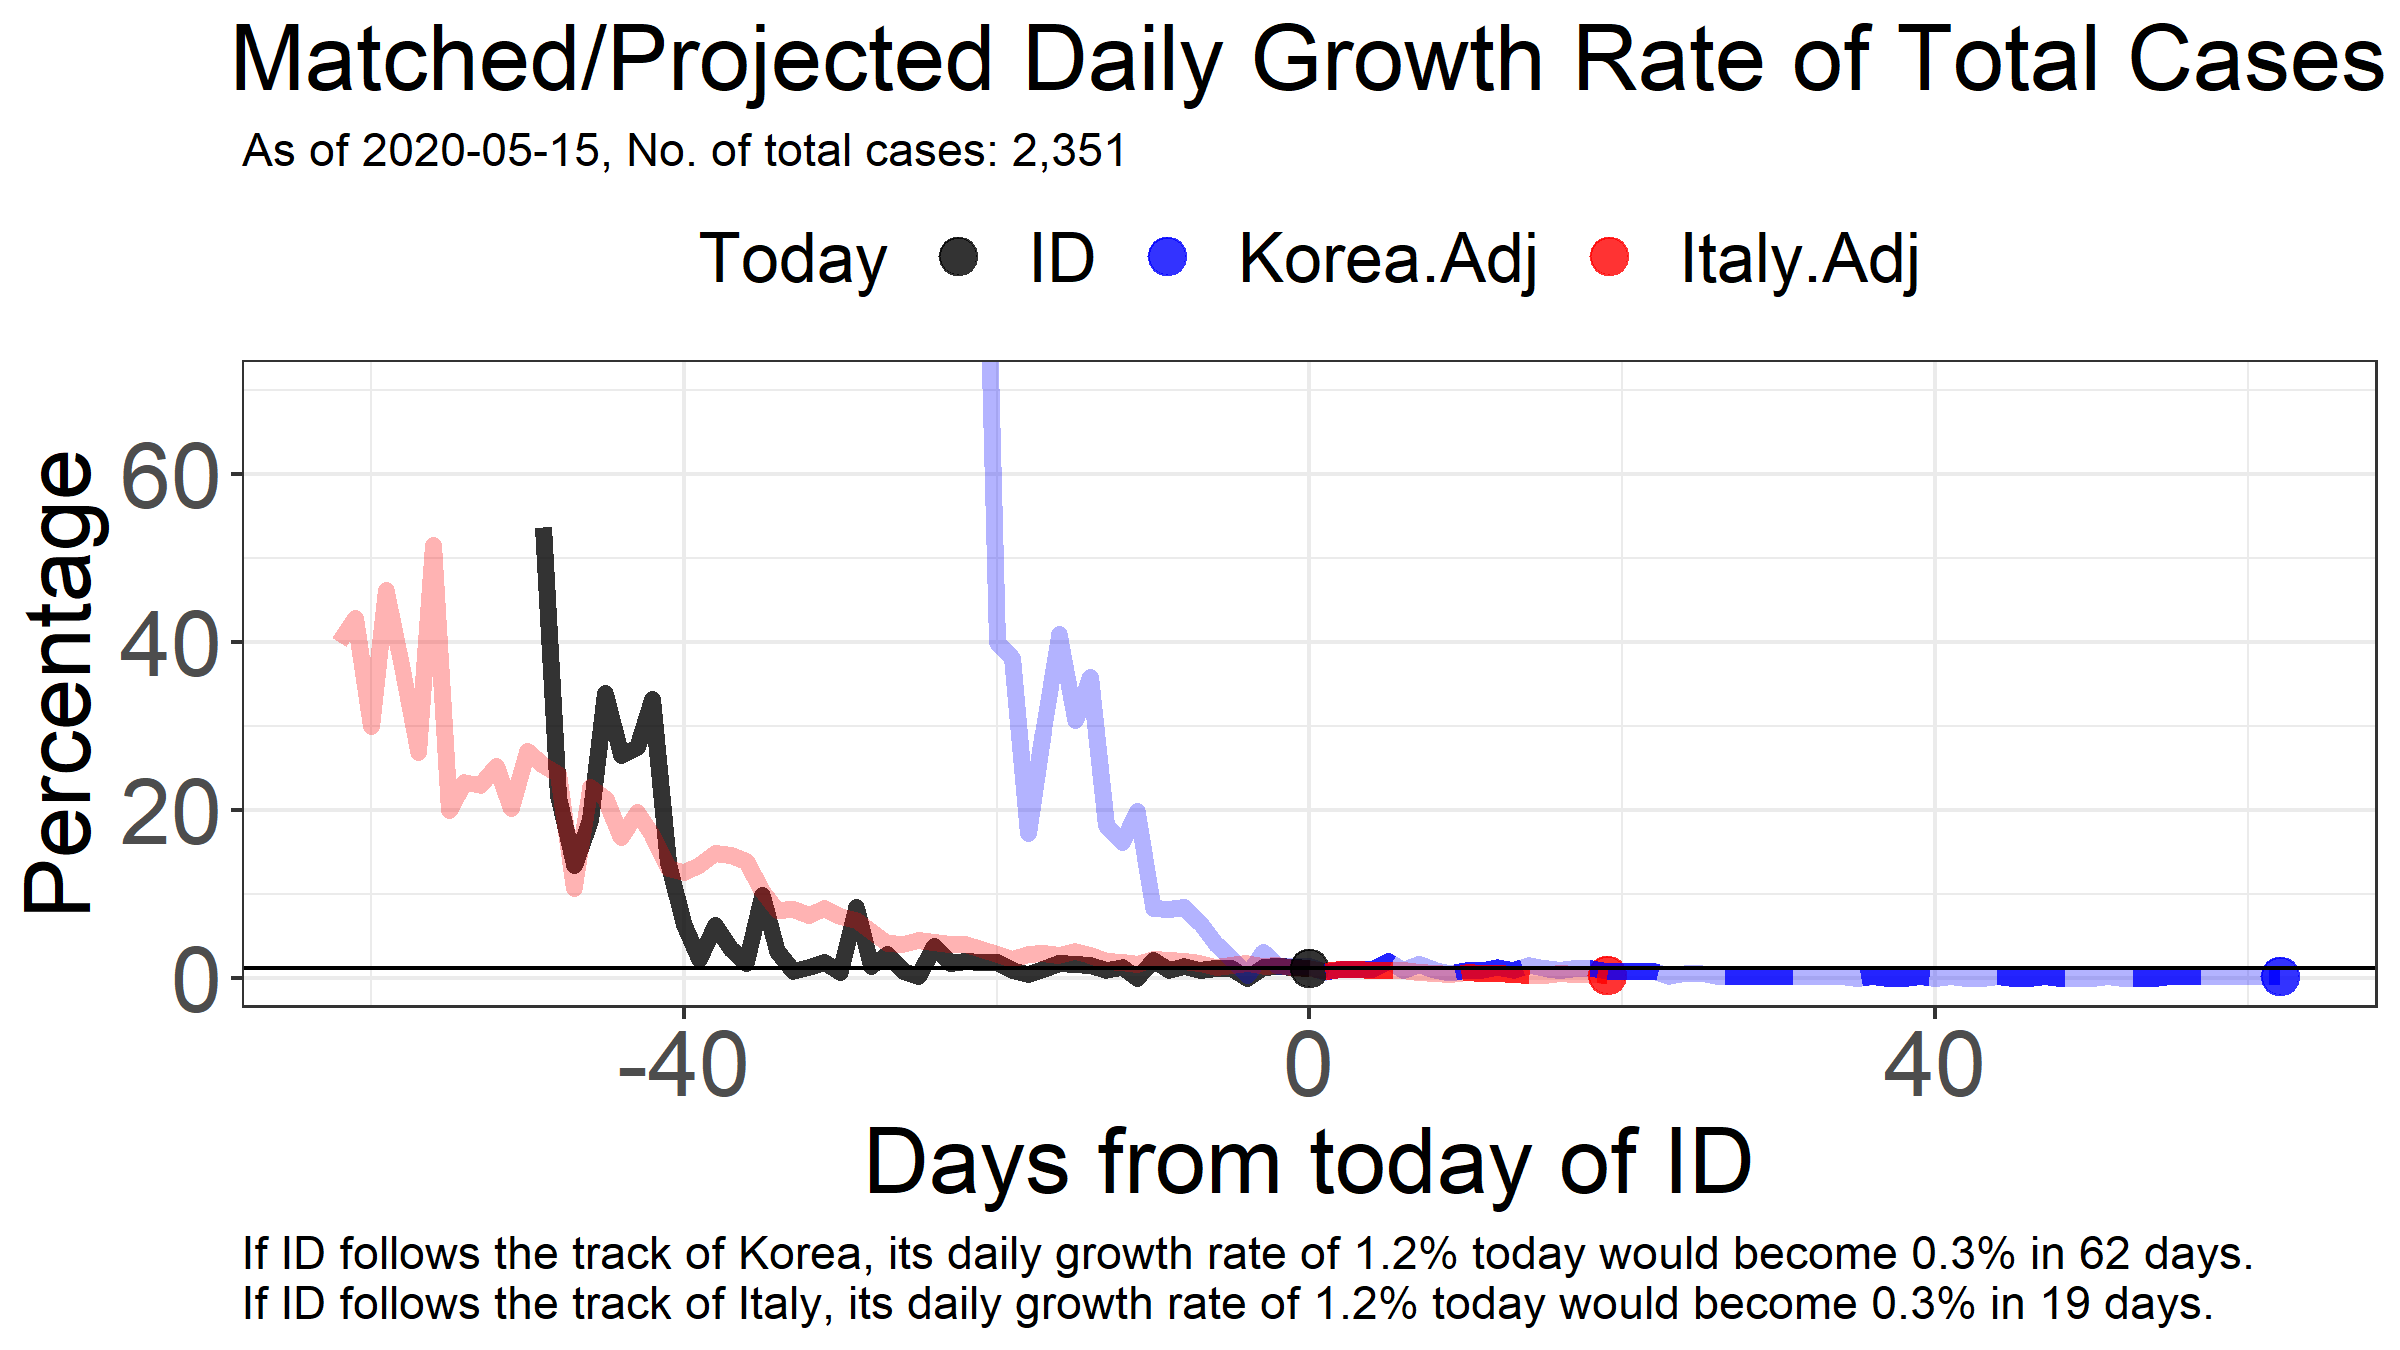 Matched/Projected Daily Growth Rate of Total Cases
As of 2020-05-15, No. of total cases: 2,351
Today ID Korea.Adj Italy.Adj
Percentage
60
40
20
0
-40 0 40
Days from today of ID
If ID follows the track of Korea, its daily growth rate of 1.2% today would become 0.3% in 62 days.
If ID follows the track of Italy, its daily growth rate of 1.2% today would become 0.3% in 19 days.